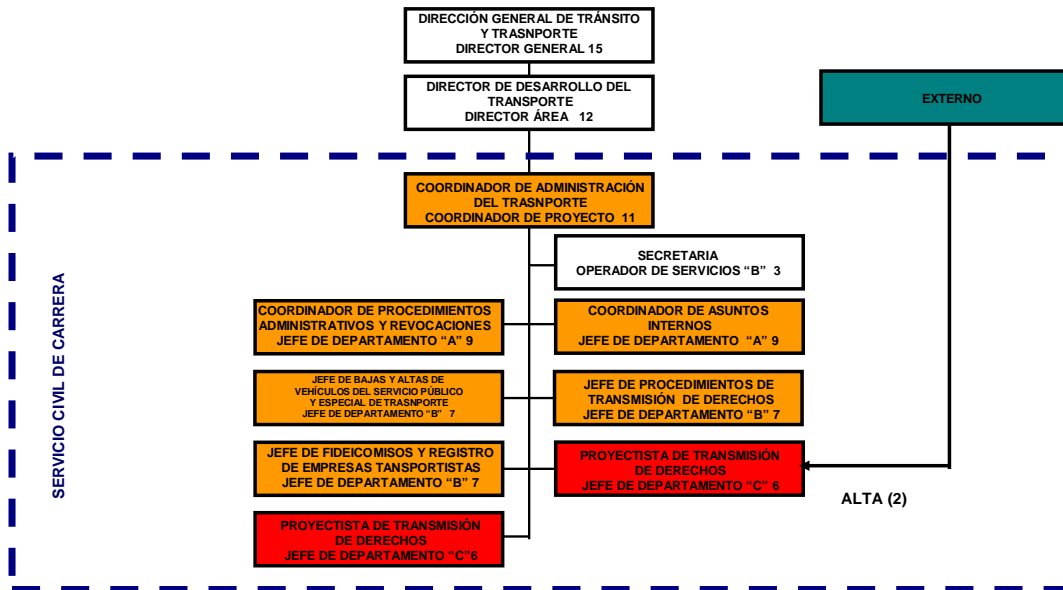 DIRECCIÓN GENERAL DE TRÁNSITO
Y TRASNPORTE
DIRECTOR GENERAL 15
DIRECTOR DE DESARROLLO DEL
TRANSPORTE
DIRECTOR ÁREA 12
EXTERNO
COORDINADOR DE ADMINISTRACIÓN
DEL TRASNPORTE
COORDINADOR DE PROYECTO 11
SECRETARIA
OPERADOR DE SERVICIOS “B” 3
SERVICIO CIVIL DE CARRERA
COORDINADOR DE PROCEDIMIENTOS
ADMINISTRATIVOS Y REVOCACIONES
JEFE DE DEPARTAMENTO “A” 9
COORDINADOR DE ASUNTOS
INTERNOS
JEFE DE DEPARTAMENTO “A” 9
JEFE DE BAJAS Y ALTAS DE
VEHÍCULOS DEL SERVICIO PÚBLICO
Y ESPECIAL DE TRASNPORTE
JEFE DE DEPARTAMENTO “B” 7
JEFE DE PROCEDIMIENTOS DE
TRANSMISIÓN DE DERECHOS
JEFE DE DEPARTAMENTO “B” 7
JEFE DE FIDEICOMISOS Y REGISTRO
DE EMPRESAS TANSPORTISTAS
JEFE DE DEPARTAMENTO “B” 7
PROYECTISTA DE TRANSMISIÓN
DE DERECHOS
JEFE DE DEPARTAMENTO “C” 6
ALTA (2)
PROYECTISTA DE TRANSMISIÓN
DE DERECHOS
JEFE DE DEPARTAMENTO “C”6